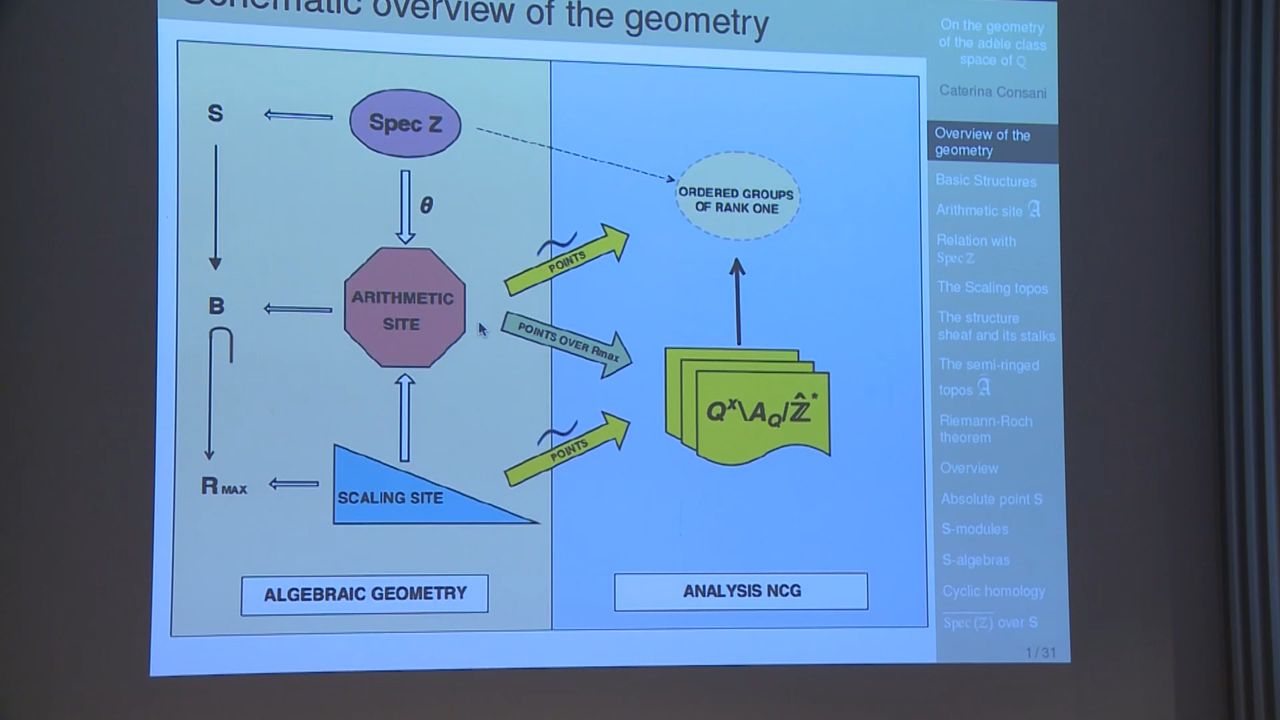 Schematic overview of the geometry
S
Spec Z
θ
B
ARITHMETIC
SITE
R MAX
SCALING SITE
ALGEBRAIC GEOMETRY
POINTS
POINTS OVER Rmax
POINTS
ORDERED GROUPS
OF RANK ONE
Qˣ\A_Q/Ẑ*
ANALYSIS NCG
On the geometry
of the adèle class
space of ℚ
Caterina Consani
Overview of the
geometry
Basic Structures
Arithmetic site 𝔄
Relation with
Spec ℤ
The Scaling topos
The structure
sheaf and its stalks
The semi-ringed
topos 𝔄̄
Riemann-Roch
theorem
Overview
Absolute point S
S-modules
S-algebras
Cyclic homology
S̅p̅e̅c̅ ̅(̅ℤ̅)̅ over S
1 / 31